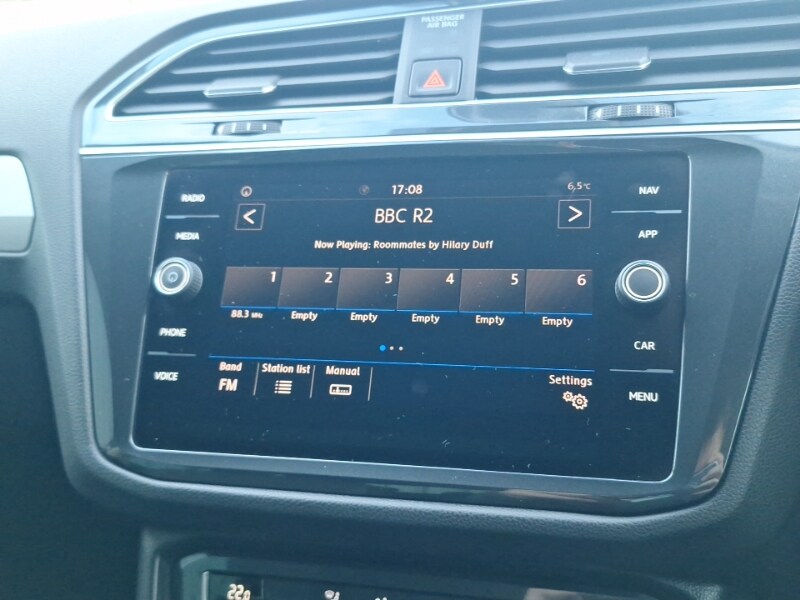 PASSENGER
AIR BAG
RADIO
MEDIA
PHONE
VOICE
17:08
6,5°C
<
BBC R2
>
Now Playing: Roommates by Hilary Duff
1 2 3 4 5 6
88.3 MHz Empty Empty Empty Empty Empty
Band Station list Manual
FM
Settings
NAV
APP
CAR
MENU
22.0